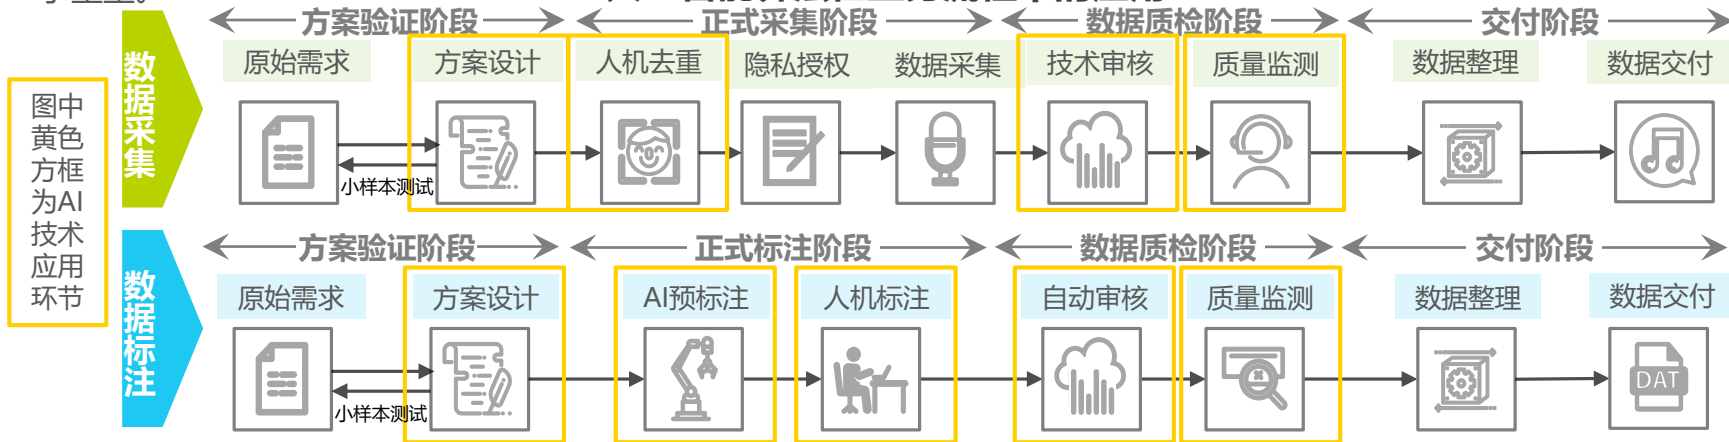 方案验证阶段 正式采集阶段 数据质检阶段 交付阶段
数据采集
原始需求 方案设计 人机去重 隐私授权 数据采集 技术审核 质量监测 数据整理 数据交付
小样本测试
图中
黄色
方框
为AI
技术
应用
环节
方案验证阶段 正式标注阶段 数据质检阶段 交付阶段
数据标注
原始需求 方案设计 AI预标注 人机标注 自动审核 质量监测 数据整理 数据交付
DAT
小样本测试